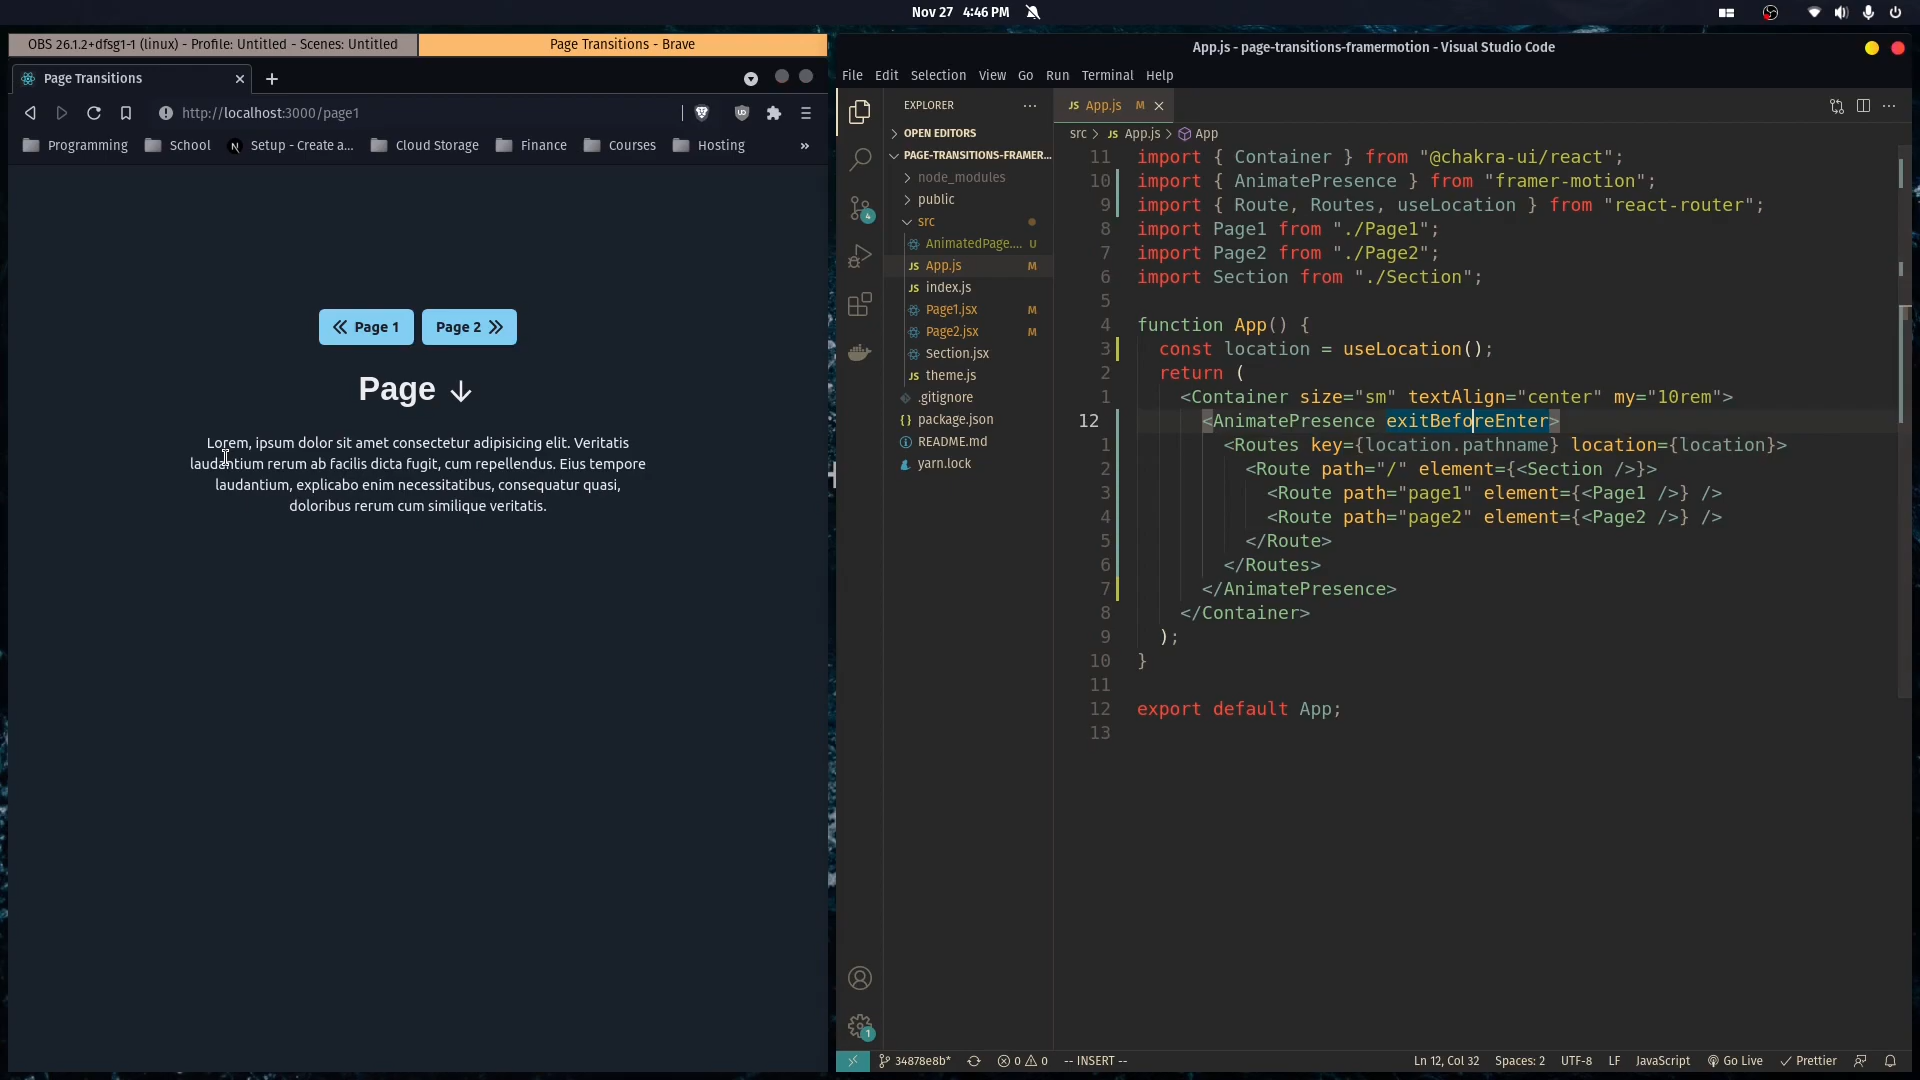 Nov 27 4:46 PM
OBS 26.1.2+dfsg1-1 (linux) - Profile: Untitled - Scenes: Untitled
Page Transitions - Brave
Page Transitions
http://localhost:3000/page1
Programming School Setup - Create a... Cloud Storage Finance Courses Hosting »
Page 1 Page 2
Page ↓
Lorem, ipsum dolor sit amet consectetur adipisicing elit. Veritatis
laudantium rerum ab facilis dicta fugit, cum repellendus. Eius tempore
laudantium, explicabo enim necessitatibus, consequatur quasi,
doloribus rerum cum similique veritatis.
App.js - page-transitions-framermotion - Visual Studio Code
File Edit Selection View Go Run Terminal Help
EXPLORER
OPEN EDITORS
PAGE-TRANSITIONS-FRAMER...
node_modules
public
src
AnimatedPage.... U
JS App.js M
JS index.js
Page1.jsx M
Page2.jsx M
Section.jsx
JS theme.js
.gitignore
package.json
README.md
yarn.lock
4
1
JS App.js M
src > JS App.js > App
11 import { Container } from "@chakra-ui/react";
10 import { AnimatePresence } from "framer-motion";
9 import { Route, Routes, useLocation } from "react-router";
8 import Page1 from "./Page1";
7 import Page2 from "./Page2";
6 import Section from "./Section";
5
4 function App() {
3 const location = useLocation();
2 return (
1 <Container size="sm" textAlign="center" my="10rem">
12 <AnimatePresence exitBeforeEnter>
1 <Routes key={location.pathname} location={location}>
2 <Route path="/" element={<Section />}>
3 <Route path="page1" element={<Page1 />} />
4 <Route path="page2" element={<Page2 />} />
5 </Route>
6 </Routes>
7 </AnimatePresence>
8 </Container>
9 );
10 }
11
12 export default App;
13
34878e8b* 0 0 -- INSERT -- Ln 12, Col 32 Spaces: 2 UTF-8 LF JavaScript Go Live Prettier